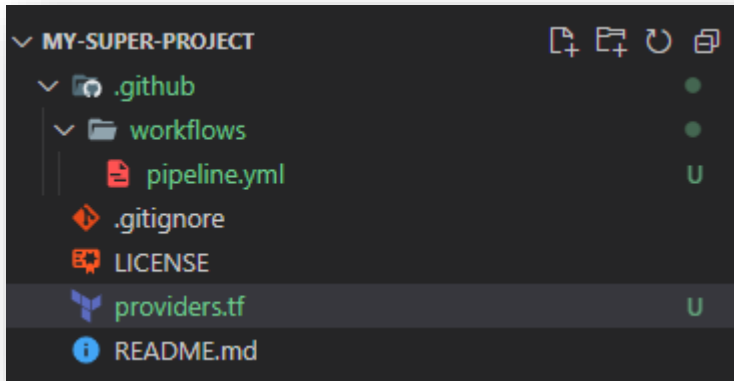 MY-SUPER-PROJECT
.github
workflows
pipeline.yml U
.gitignore
LICENSE
providers.tf U
README.md